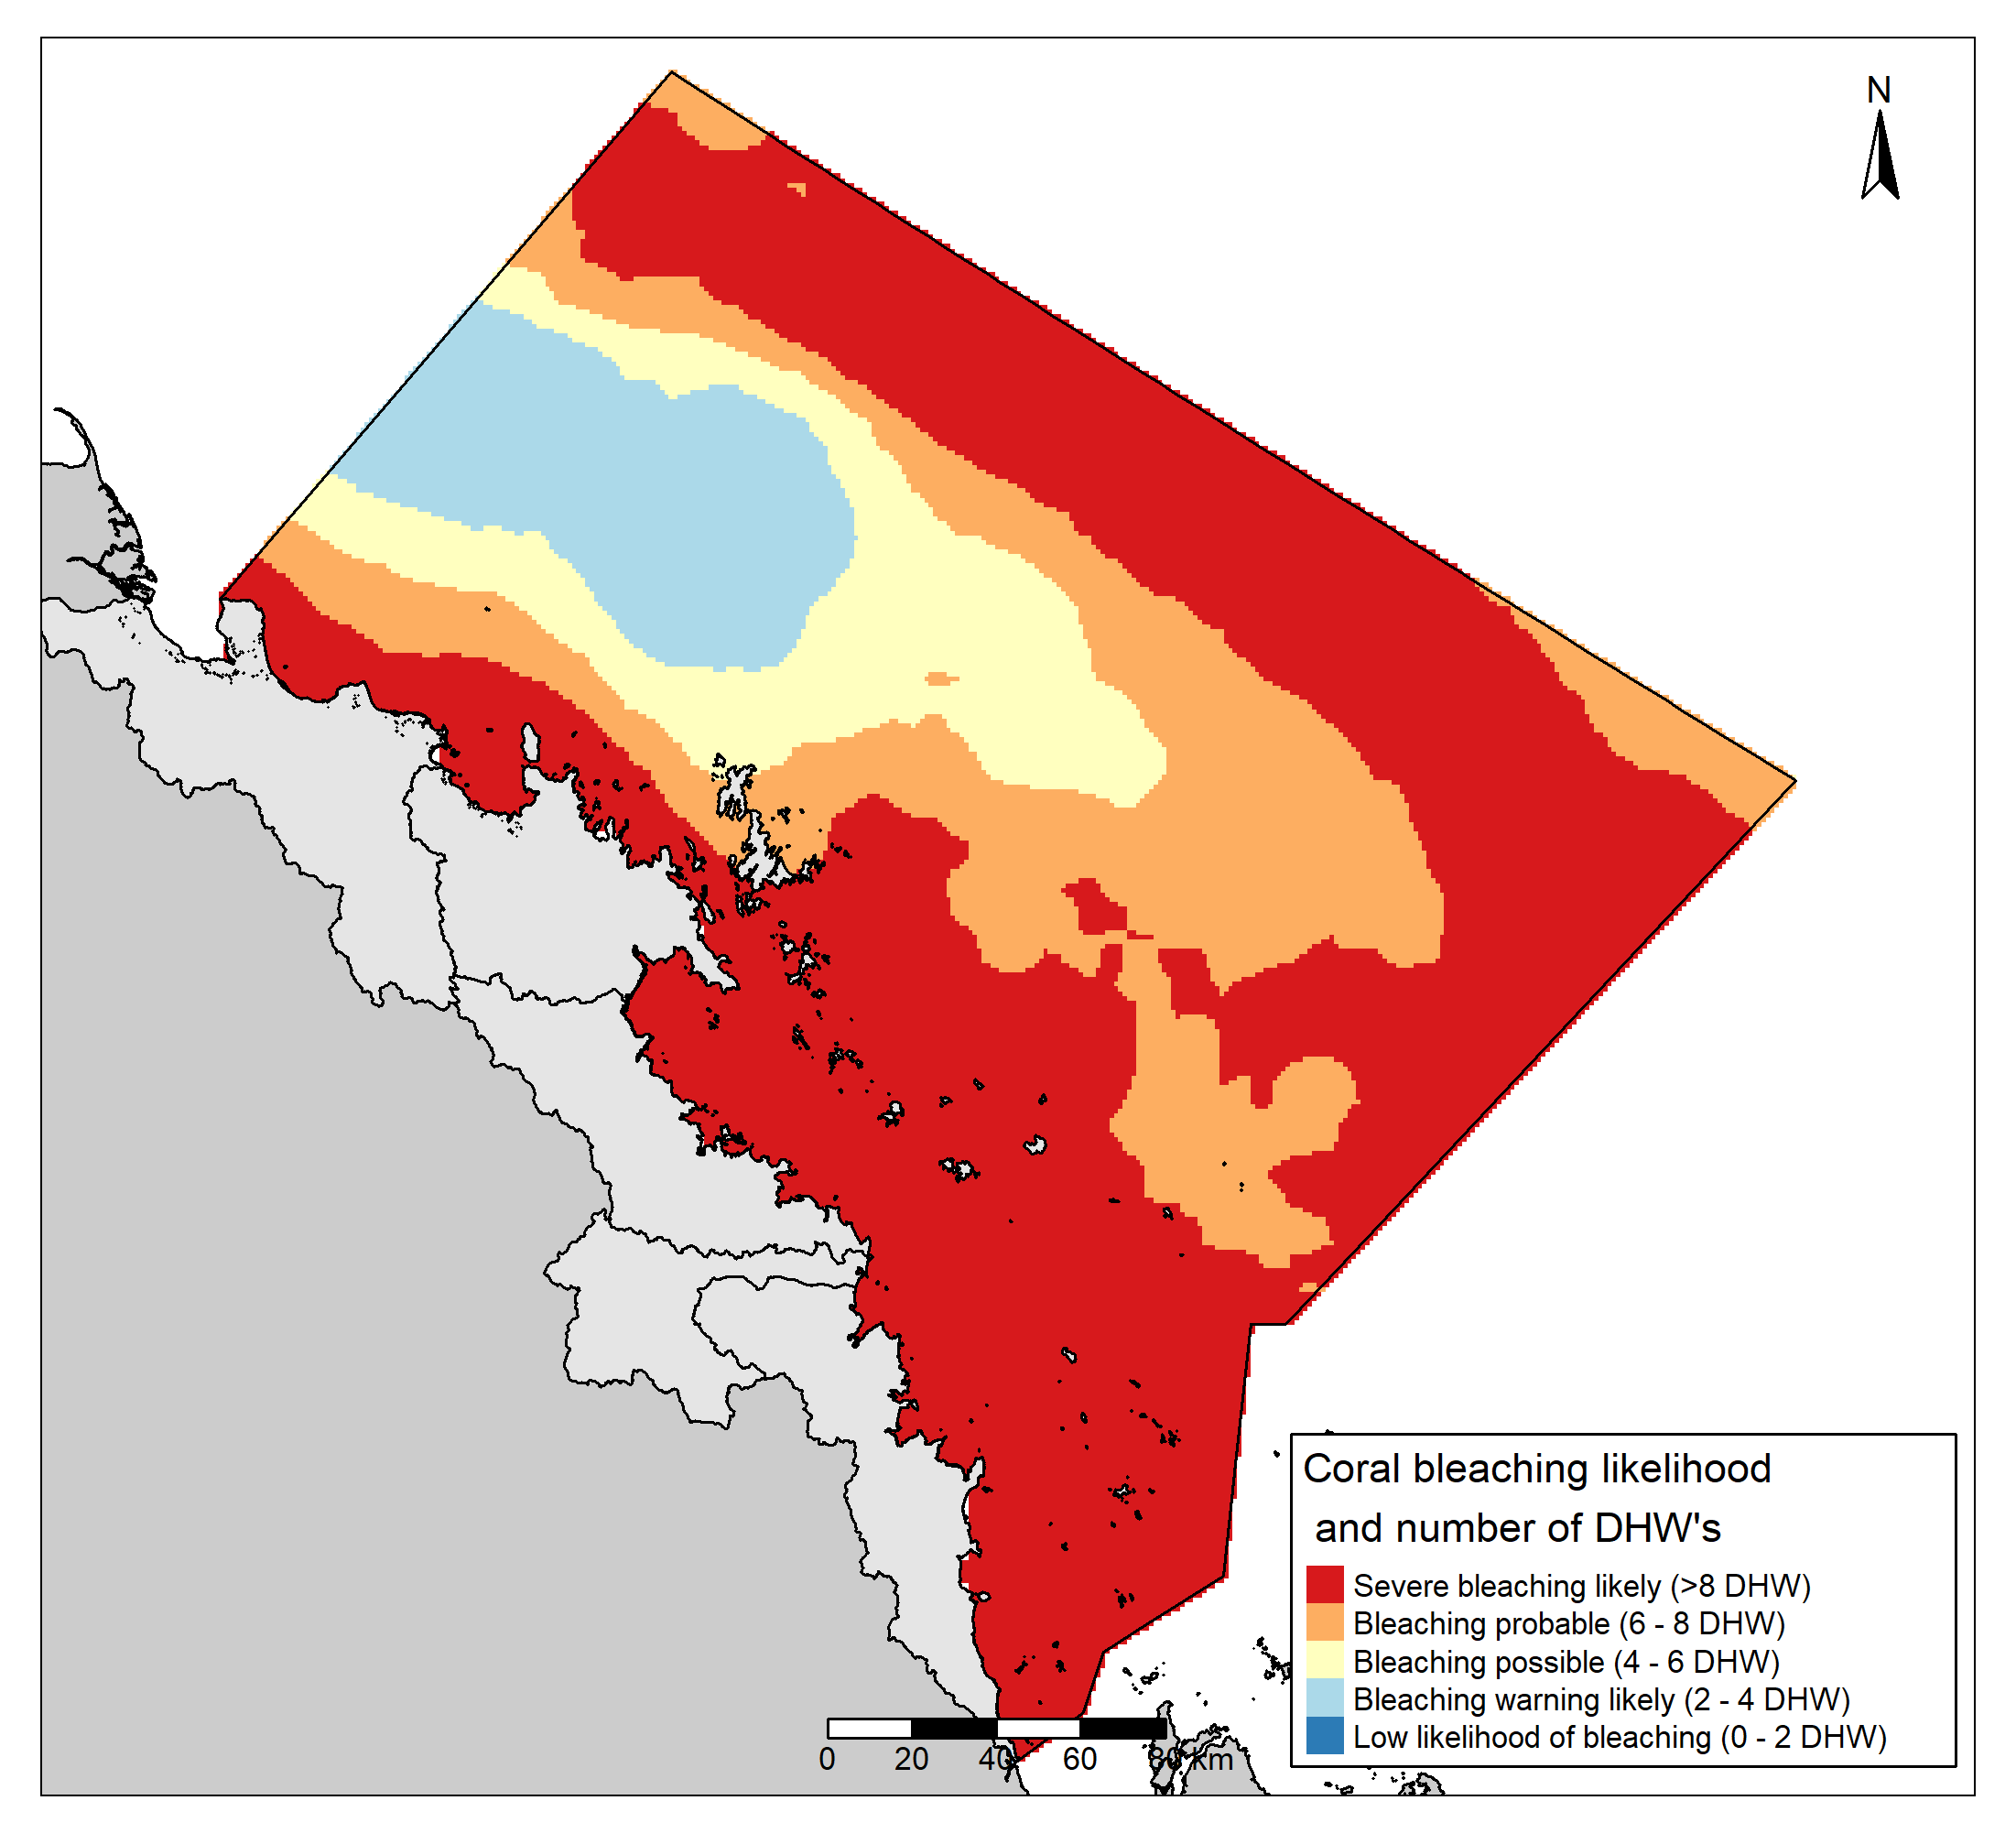 N
Coral bleaching likelihood
and number of DHW's
Severe bleaching likely (>8 DHW)
Bleaching probable (6 - 8 DHW)
Bleaching possible (4 - 6 DHW)
Bleaching warning likely (2 - 4 DHW)
Low likelihood of bleaching (0 - 2 DHW)
0 20 40 60 80 km